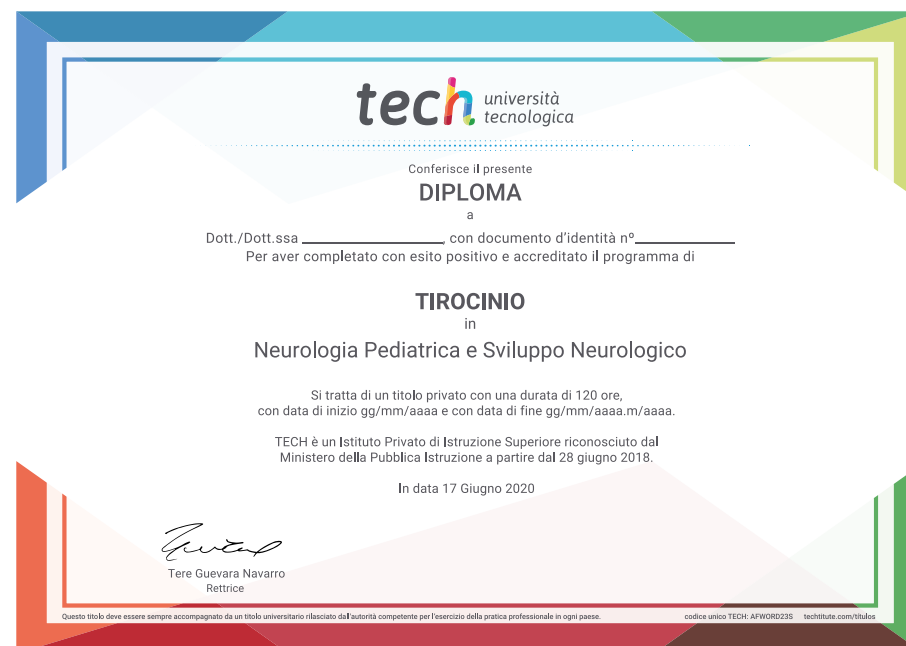 tech università
tecnologica
Conferisce il presente
DIPLOMA
a
Dott./Dott.ssa ____________________, con documento d'identità nº______________
Per aver completato con esito positivo e accreditato il programma di
TIROCINIO
in
Neurologia Pediatrica e Sviluppo Neurologico
Si tratta di un titolo privato con una durata di 120 ore,
con data di inizio gg/mm/aaaa e con data di fine gg/mm/aaaa.m/aaaa.
TECH è un Istituto Privato di Istruzione Superiore riconosciuto dal
Ministero della Pubblica Istruzione a partire dal 28 giugno 2018.
In data 17 Giugno 2020
Tere Guevara Navarro
Rettrice
Questo titolo deve essere sempre accompagnato da un titolo universitario rilasciato dall'autorità competente per l'esercizio della pratica professionale in ogni paese. codice unico TECH: AFWORD23S techtitute.com/titulos